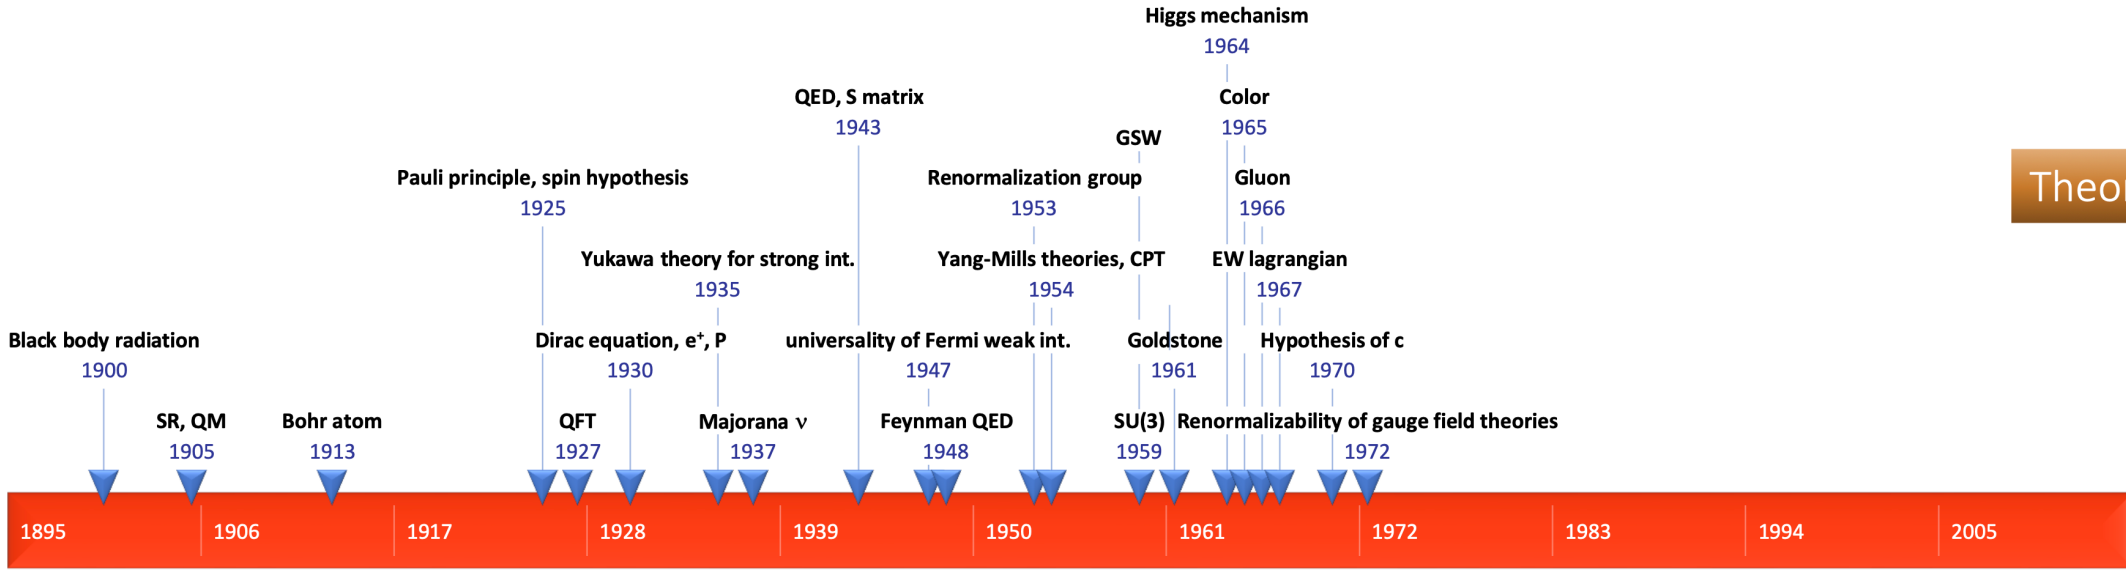 Higgs mechanism
1964
QED, S matrix
1943
Color
1965
GSW
Pauli principle, spin hypothesis
1925
Renormalization group
1953
Gluon
1966
Theor
Yukawa theory for strong int.
1935
Yang-Mills theories, CPT
1954
EW lagrangian
1967
Black body radiation
1900
Dirac equation, e⁺, P
1930
universality of Fermi weak int.
1947
Goldstone
1961
Hypothesis of c
1970
SR, QM
1905
Bohr atom
1913
QFT
1927
Majorana ν
1937
Feynman QED
1948
SU(3)
1959
Renormalizability of gauge field theories
1972
1895 1906 1917 1928 1939 1950 1961 1972 1983 1994 2005